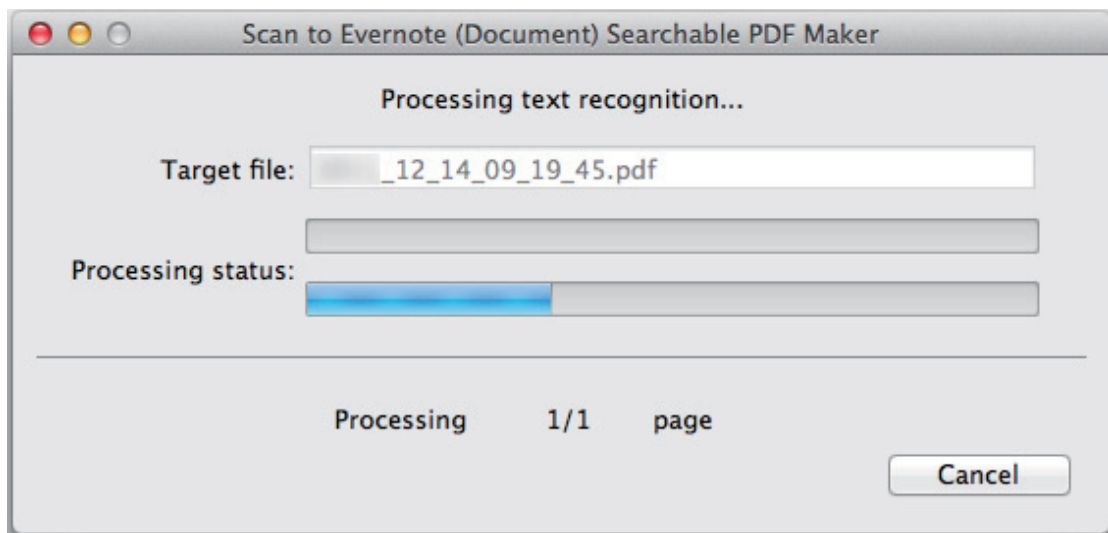 Scan to Evernote (Document) Searchable PDF Maker
Processing text recognition...
Target file: _12_14_09_19_45.pdf
Processing status:
Processing 1/1 page
Cancel